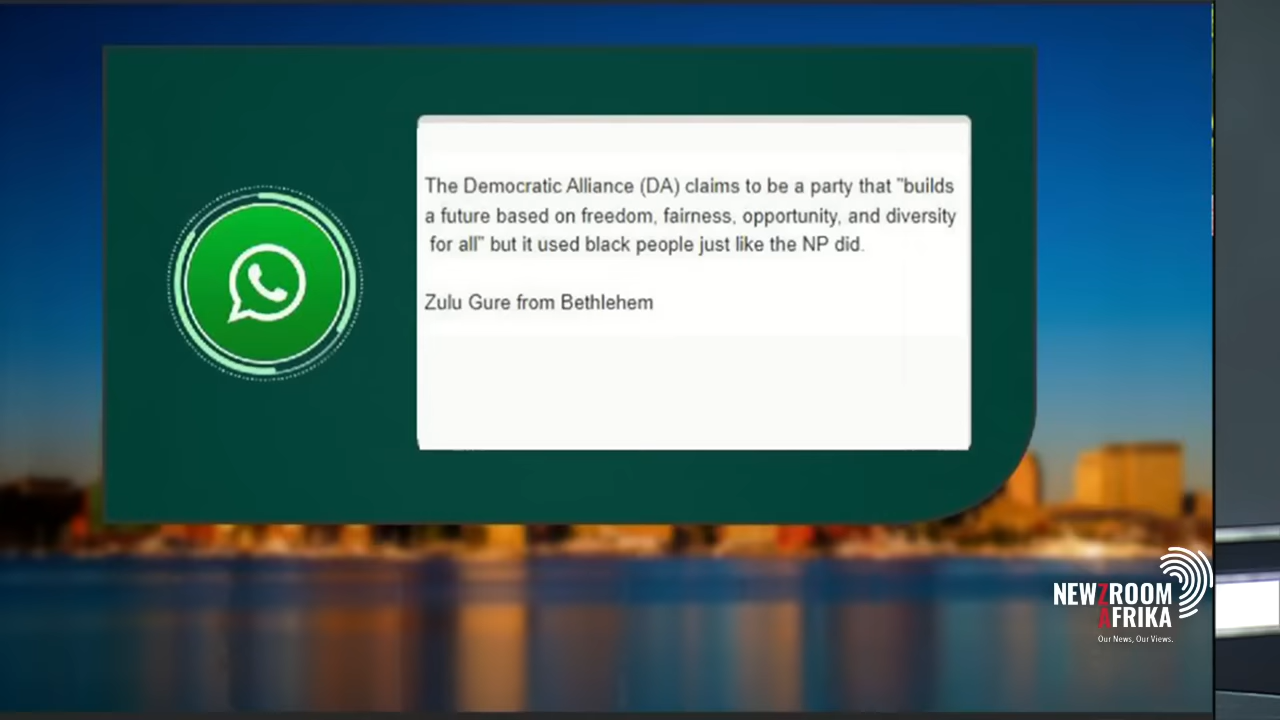 The Democratic Alliance (DA) claims to be a party that "builds
a future based on freedom, fairness, opportunity, and diversity
for all" but it used black people just like the NP did.
Zulu Gure from Bethlehem
NEWZROOM
AFRIKA
Our News, Our Views.